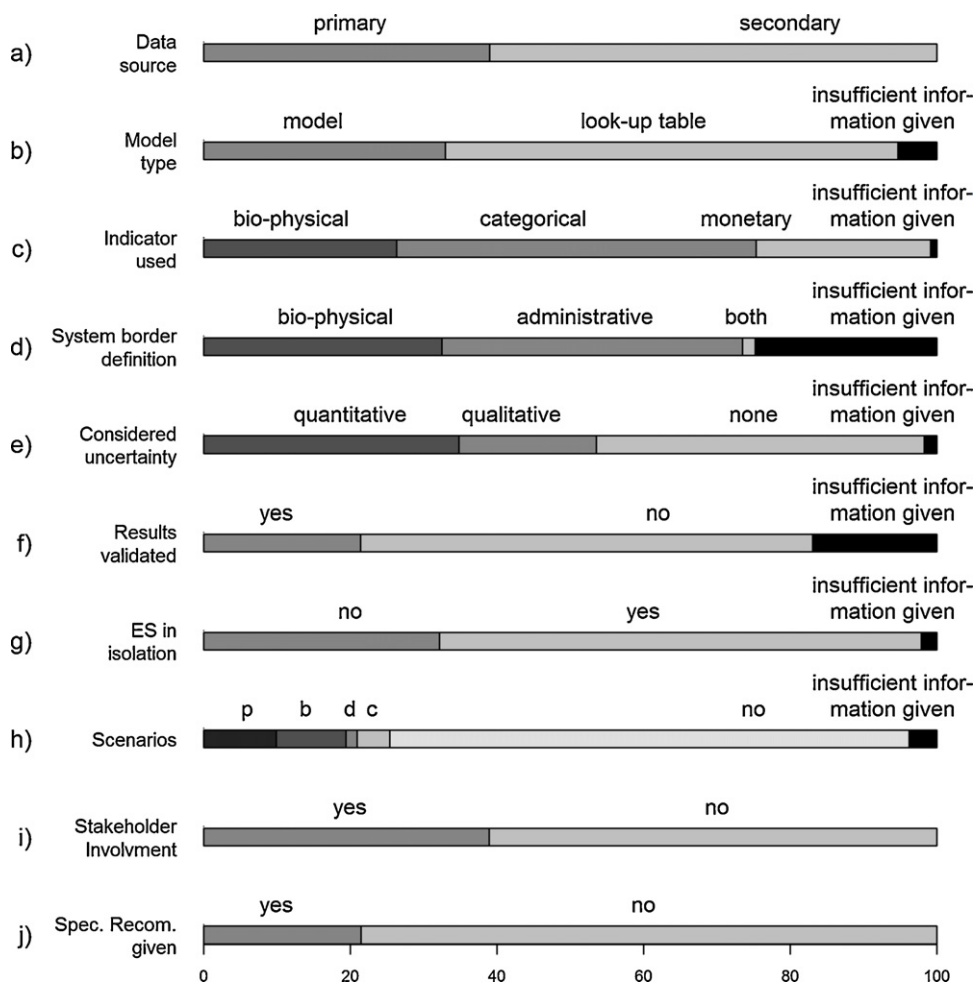 primary secondary
a) Data
source
insufficient infor-
model look-up table mation given
b) Model
type
insufficient infor-
bio-physical categorical monetary mation given
c) Indicator
used
insufficient infor-
bio-physical administrative both mation given
d) System border
definition
insufficient infor-
quantitative qualitative none mation given
e) Considered
uncertainty
insufficient infor-
yes no mation given
f) Results
validated
insufficient infor-
no yes mation given
g) ES in
isolation
insufficient infor-
p b d c no mation given
h) Scenarios
yes no
i) Stakeholder
Involvment
yes no
j) Spec. Recom.
given
0 20 40 60 80 100